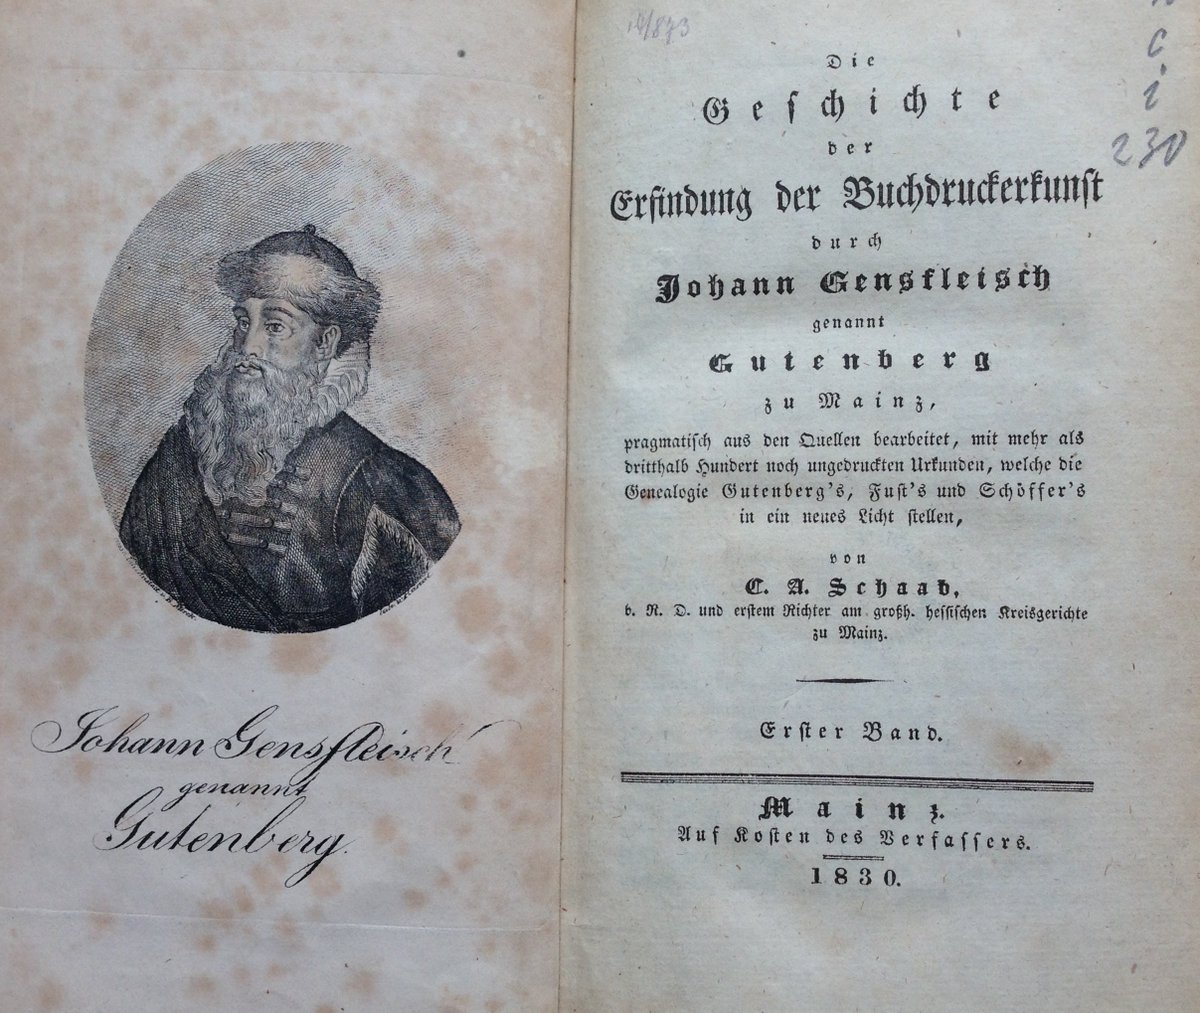 Johann Gensfleisch
genannt
Gutenberg.
10/873
c
i
230
Die
Geschichte
der
Erfindung der Buchdruckerkunst
durch
Johann Gensfleisch
genannt
Gutenberg
zu Mainz,
pragmatisch aus den Quellen bearbeitet, mit mehr als
dritthalb Hundert noch ungedruckten Urkunden, welche die
Genealogie Gutenberg's, Fust's und Schöffer's
in ein neues Licht stellen,
von
C. A. Schaab,
b. R. D. und erstem Richter am großh. hessischen Kreisgerichte
zu Mainz.
Erster Band.
Mainz.
Auf Kosten des Verfassers.
1830.